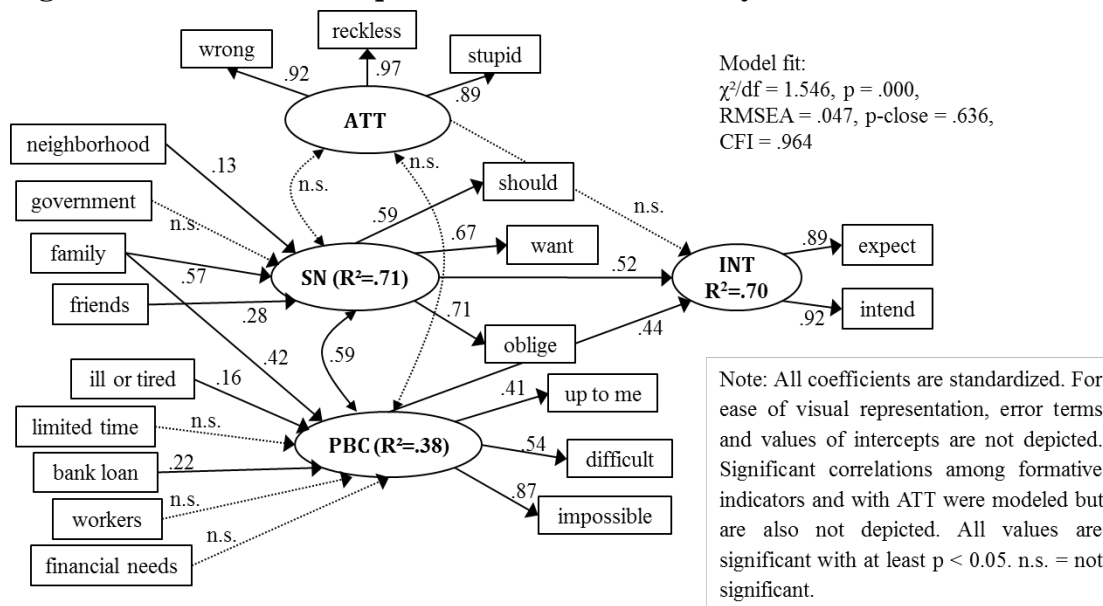 reckless
wrong
stupid
.92
.97
.89
ATT
Model fit:
χ²/df = 1.546, p = .000,
RMSEA = .047, p-close = .636,
CFI = .964
neighborhood
.13
n.s.
n.s.
should
government
n.s.
.59
n.s.
family
.67
want
.89
expect
.57
SN (R²=.71)
.52
INT
R²=.70
friends
.28
.71
.92
intend
oblige
.44
.42
.59
ill or tired
.16
.41
up to me
limited time
n.s.
PBC (R²=.38)
.54
difficult
bank loan
.22
.87
workers
n.s.
impossible
n.s.
financial needs
Note: All coefficients are standardized. For
ease of visual representation, error terms
and values of intercepts are not depicted.
Significant correlations among formative
indicators and with ATT were modeled but
are also not depicted. All values are
significant with at least p < 0.05. n.s. = not
significant.